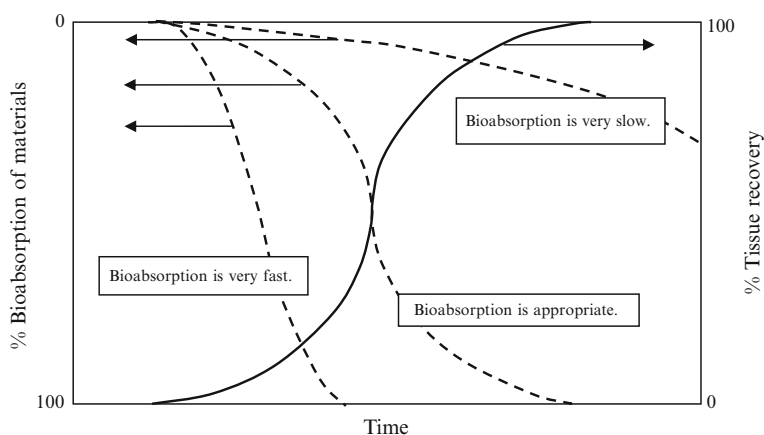 0
100
% Bioabsorption of materials
Bioabsorption is very slow.
% Tissue recovery
Bioabsorption is very fast.
Bioabsorption is appropriate.
100
0
Time